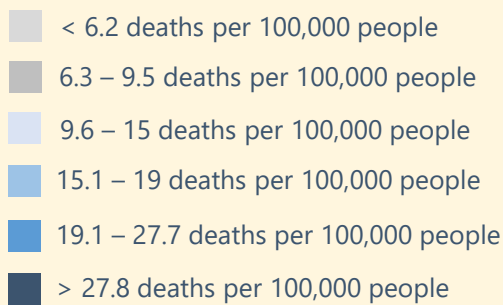 < 6.2 deaths per 100,000 people
6.3 – 9.5 deaths per 100,000 people
9.6 – 15 deaths per 100,000 people
15.1 – 19 deaths per 100,000 people
19.1 – 27.7 deaths per 100,000 people
> 27.8 deaths per 100,000 people